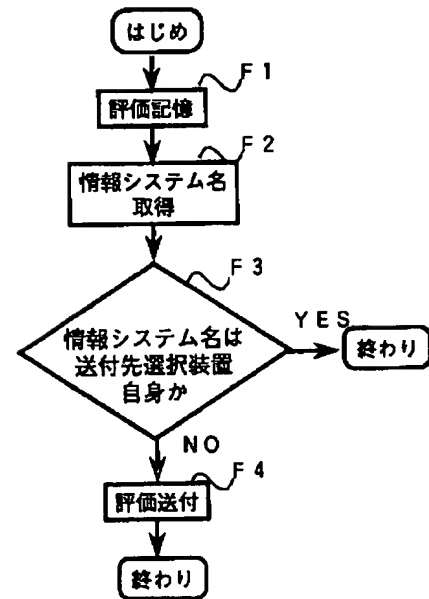 はじめ
F1
評価記憶
F2
情報システム名
取得
F3
情報システム名は
送付先選択装置
自身か
YES
終わり
NO
F4
評価送付
終わり